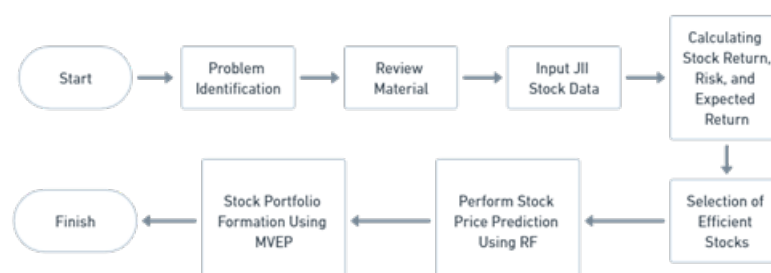 Start
Problem
Identification
Review
Material
Input JII
Stock Data
Calculating
Stock Return,
Risk, and
Expected
Return
Selection of
Efficient
Stocks
Perform Stock
Price Prediction
Using RF
Stock Portfolio
Formation Using
MVEP
Finish